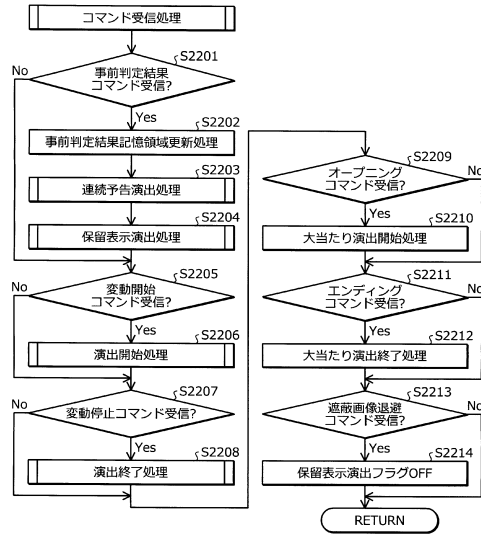 コマンド受信処理
S2201
事前判定結果
コマンド受信?
No
Yes
S2202
事前判定結果記憶領域更新処理
S2203
連続予告演出処理
S2204
保留表示演出処理
S2205
変動開始
コマンド受信?
No
Yes
S2206
演出開始処理
S2207
変動停止コマンド受信?
No
Yes
S2208
演出終了処理
S2209
オープニング
コマンド受信?
No
Yes
S2210
大当たり演出開始処理
S2211
エンディング
コマンド受信?
No
Yes
S2212
大当たり演出終了処理
S2213
遮蔽画像退避
コマンド受信?
No
Yes
S2214
保留表示演出フラグOFF
RETURN